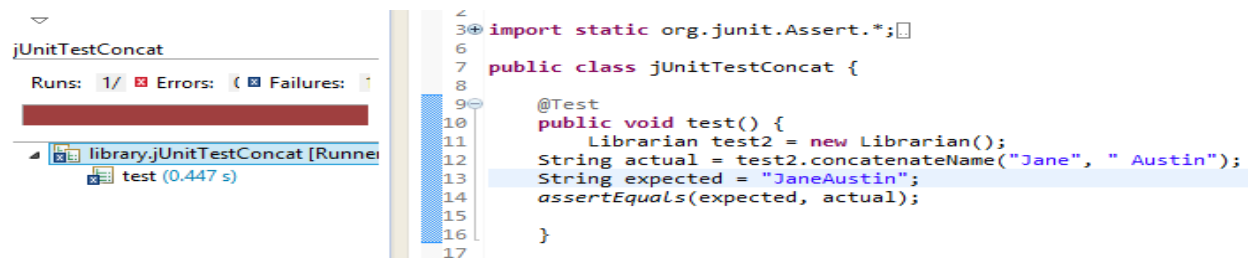 jUnitTestConcat
Runs: 1/ Errors: ( Failures:
library.jUnitTestConcat [Runner
test (0.447 s)
2
3 import static org.junit.Assert.*;
6
7 public class jUnitTestConcat {
8
9 @Test
10 public void test() {
11 Librarian test2 = new Librarian();
12 String actual = test2.concatenateName("Jane", " Austin");
13 String expected = "JaneAustin";
14 assertEquals(expected, actual);
15
16 }
17